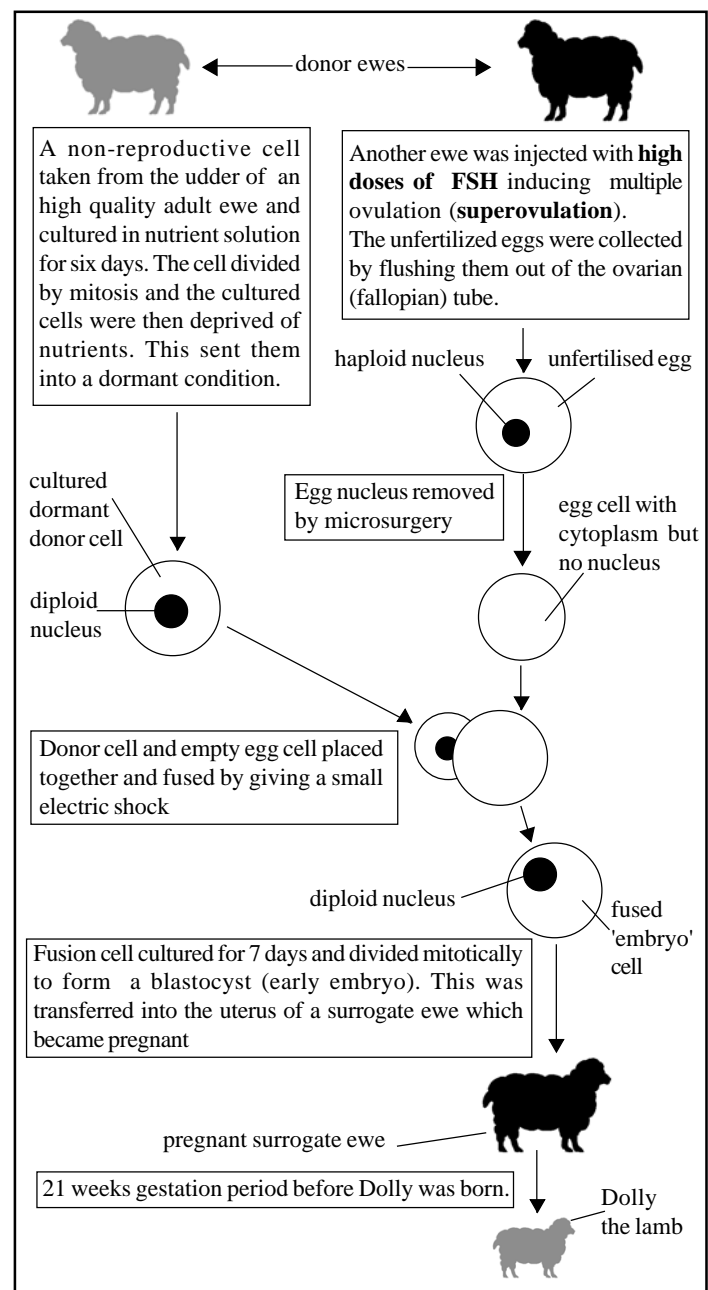 donor ewes
A non-reproductive cell
taken from the udder of an
high quality adult ewe and
cultured in nutrient solution
for six days. The cell divided
by mitosis and the cultured
cells were then deprived of
nutrients. This sent them
into a dormant condition.
Another ewe was injected with high
doses of FSH inducing multiple
ovulation (superovulation).
The unfertilized eggs were collected
by flushing them out of the ovarian
(fallopian) tube.
haploid nucleus
unfertilised egg
cultured
dormant
donor cell
Egg nucleus removed
by microsurgery
egg cell with
cytoplasm but
no nucleus
diploid
nucleus
Donor cell and empty egg cell placed
together and fused by giving a small
electric shock
diploid nucleus
fused
'embryo'
cell
Fusion cell cultured for 7 days and divided mitotically
to form a blastocyst (early embryo). This was
transferred into the uterus of a surrogate ewe which
became pregnant
pregnant surrogate ewe
21 weeks gestation period before Dolly was born.
Dolly
the lamb